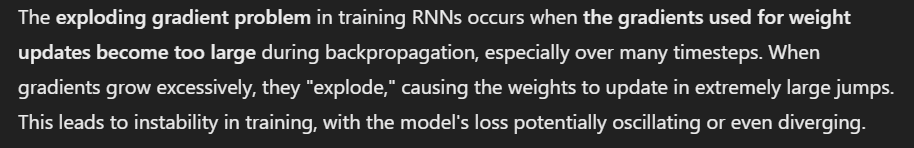 The exploding gradient problem in training RNNs occurs when the gradients used for weight
updates become too large during backpropagation, especially over many timesteps. When
gradients grow excessively, they "explode," causing the weights to update in extremely large jumps.
This leads to instability in training, with the model's loss potentially oscillating or even diverging.